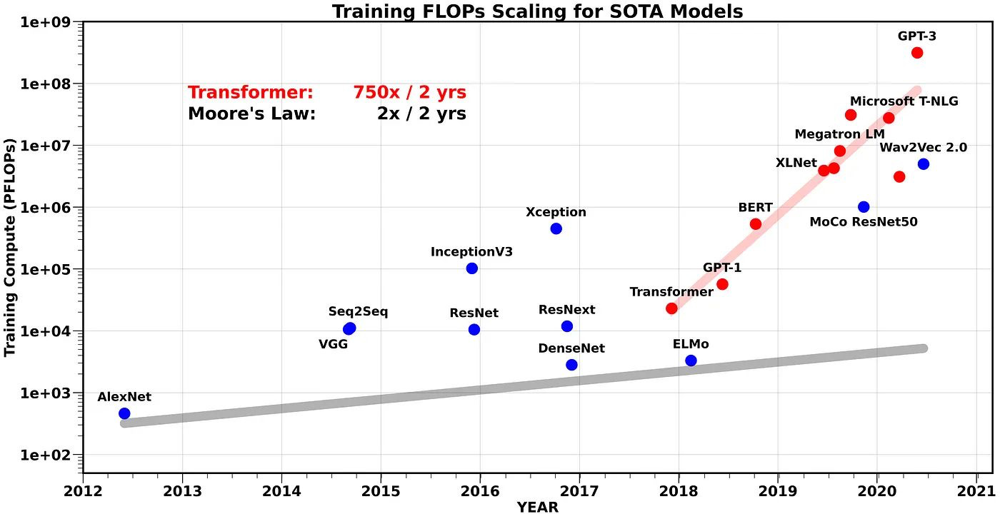 Training FLOPs Scaling for SOTA Models
1e+09
1e+08
1e+07
1e+06
1e+05
1e+04
1e+03
1e+02
Training Compute (PFLOPs)
Transformer: 750x / 2 yrs
Moore's Law: 2x / 2 yrs
GPT-3
Microsoft T-NLG
Megatron LM
Wav2Vec 2.0
XLNet
BERT
Xception
MoCo ResNet50
InceptionV3
GPT-1
Transformer
Seq2Seq
ResNet
ResNext
VGG
DenseNet
ELMo
AlexNet
2012 2013 2014 2015 2016 2017 2018 2019 2020 2021
YEAR